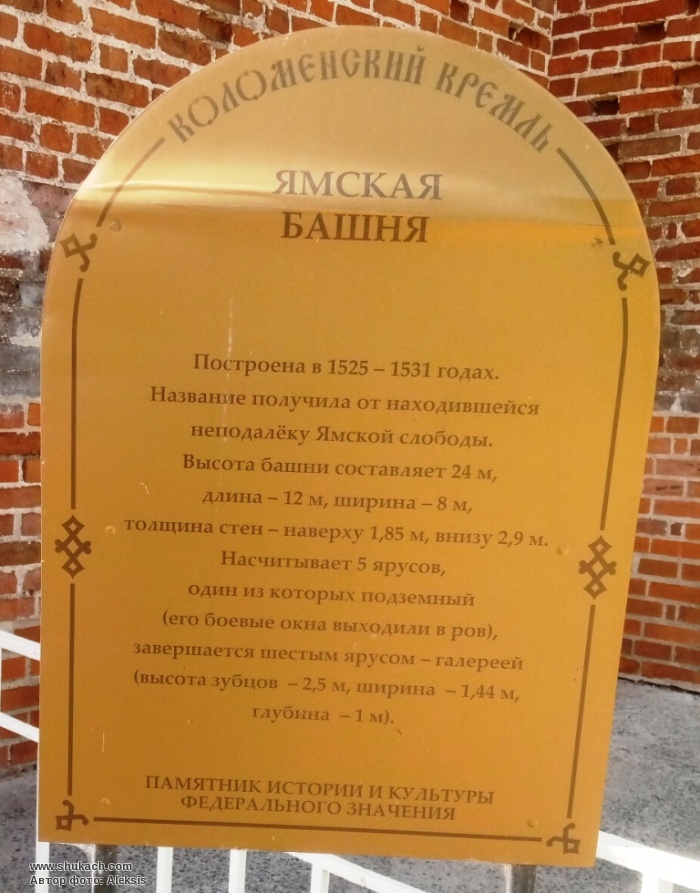 КОЛОМЕНСКИЙ КРЕМЛЬ
ЯМСКАЯ
БАШНЯ
Построена в 1525 – 1531 годах.
Название получила от находившейся
неподалёку Ямской слободы.
Высота башни составляет 24 м,
длина – 12 м, ширина – 8 м,
толщина стен – наверху 1,85 м, внизу 2,9 м.
Насчитывает 5 ярусов,
один из которых подземный
(его боевые окна выходили в ров),
завершается шестым ярусом – галереей
(высота зубцов – 2,5 м, ширина – 1,44 м,
глубина – 1 м).
ПАМЯТНИК ИСТОРИИ И КУЛЬТУРЫ
ФЕДЕРАЛЬНОГО ЗНАЧЕНИЯ
www.shukach.com
Автор фото: Aleksis